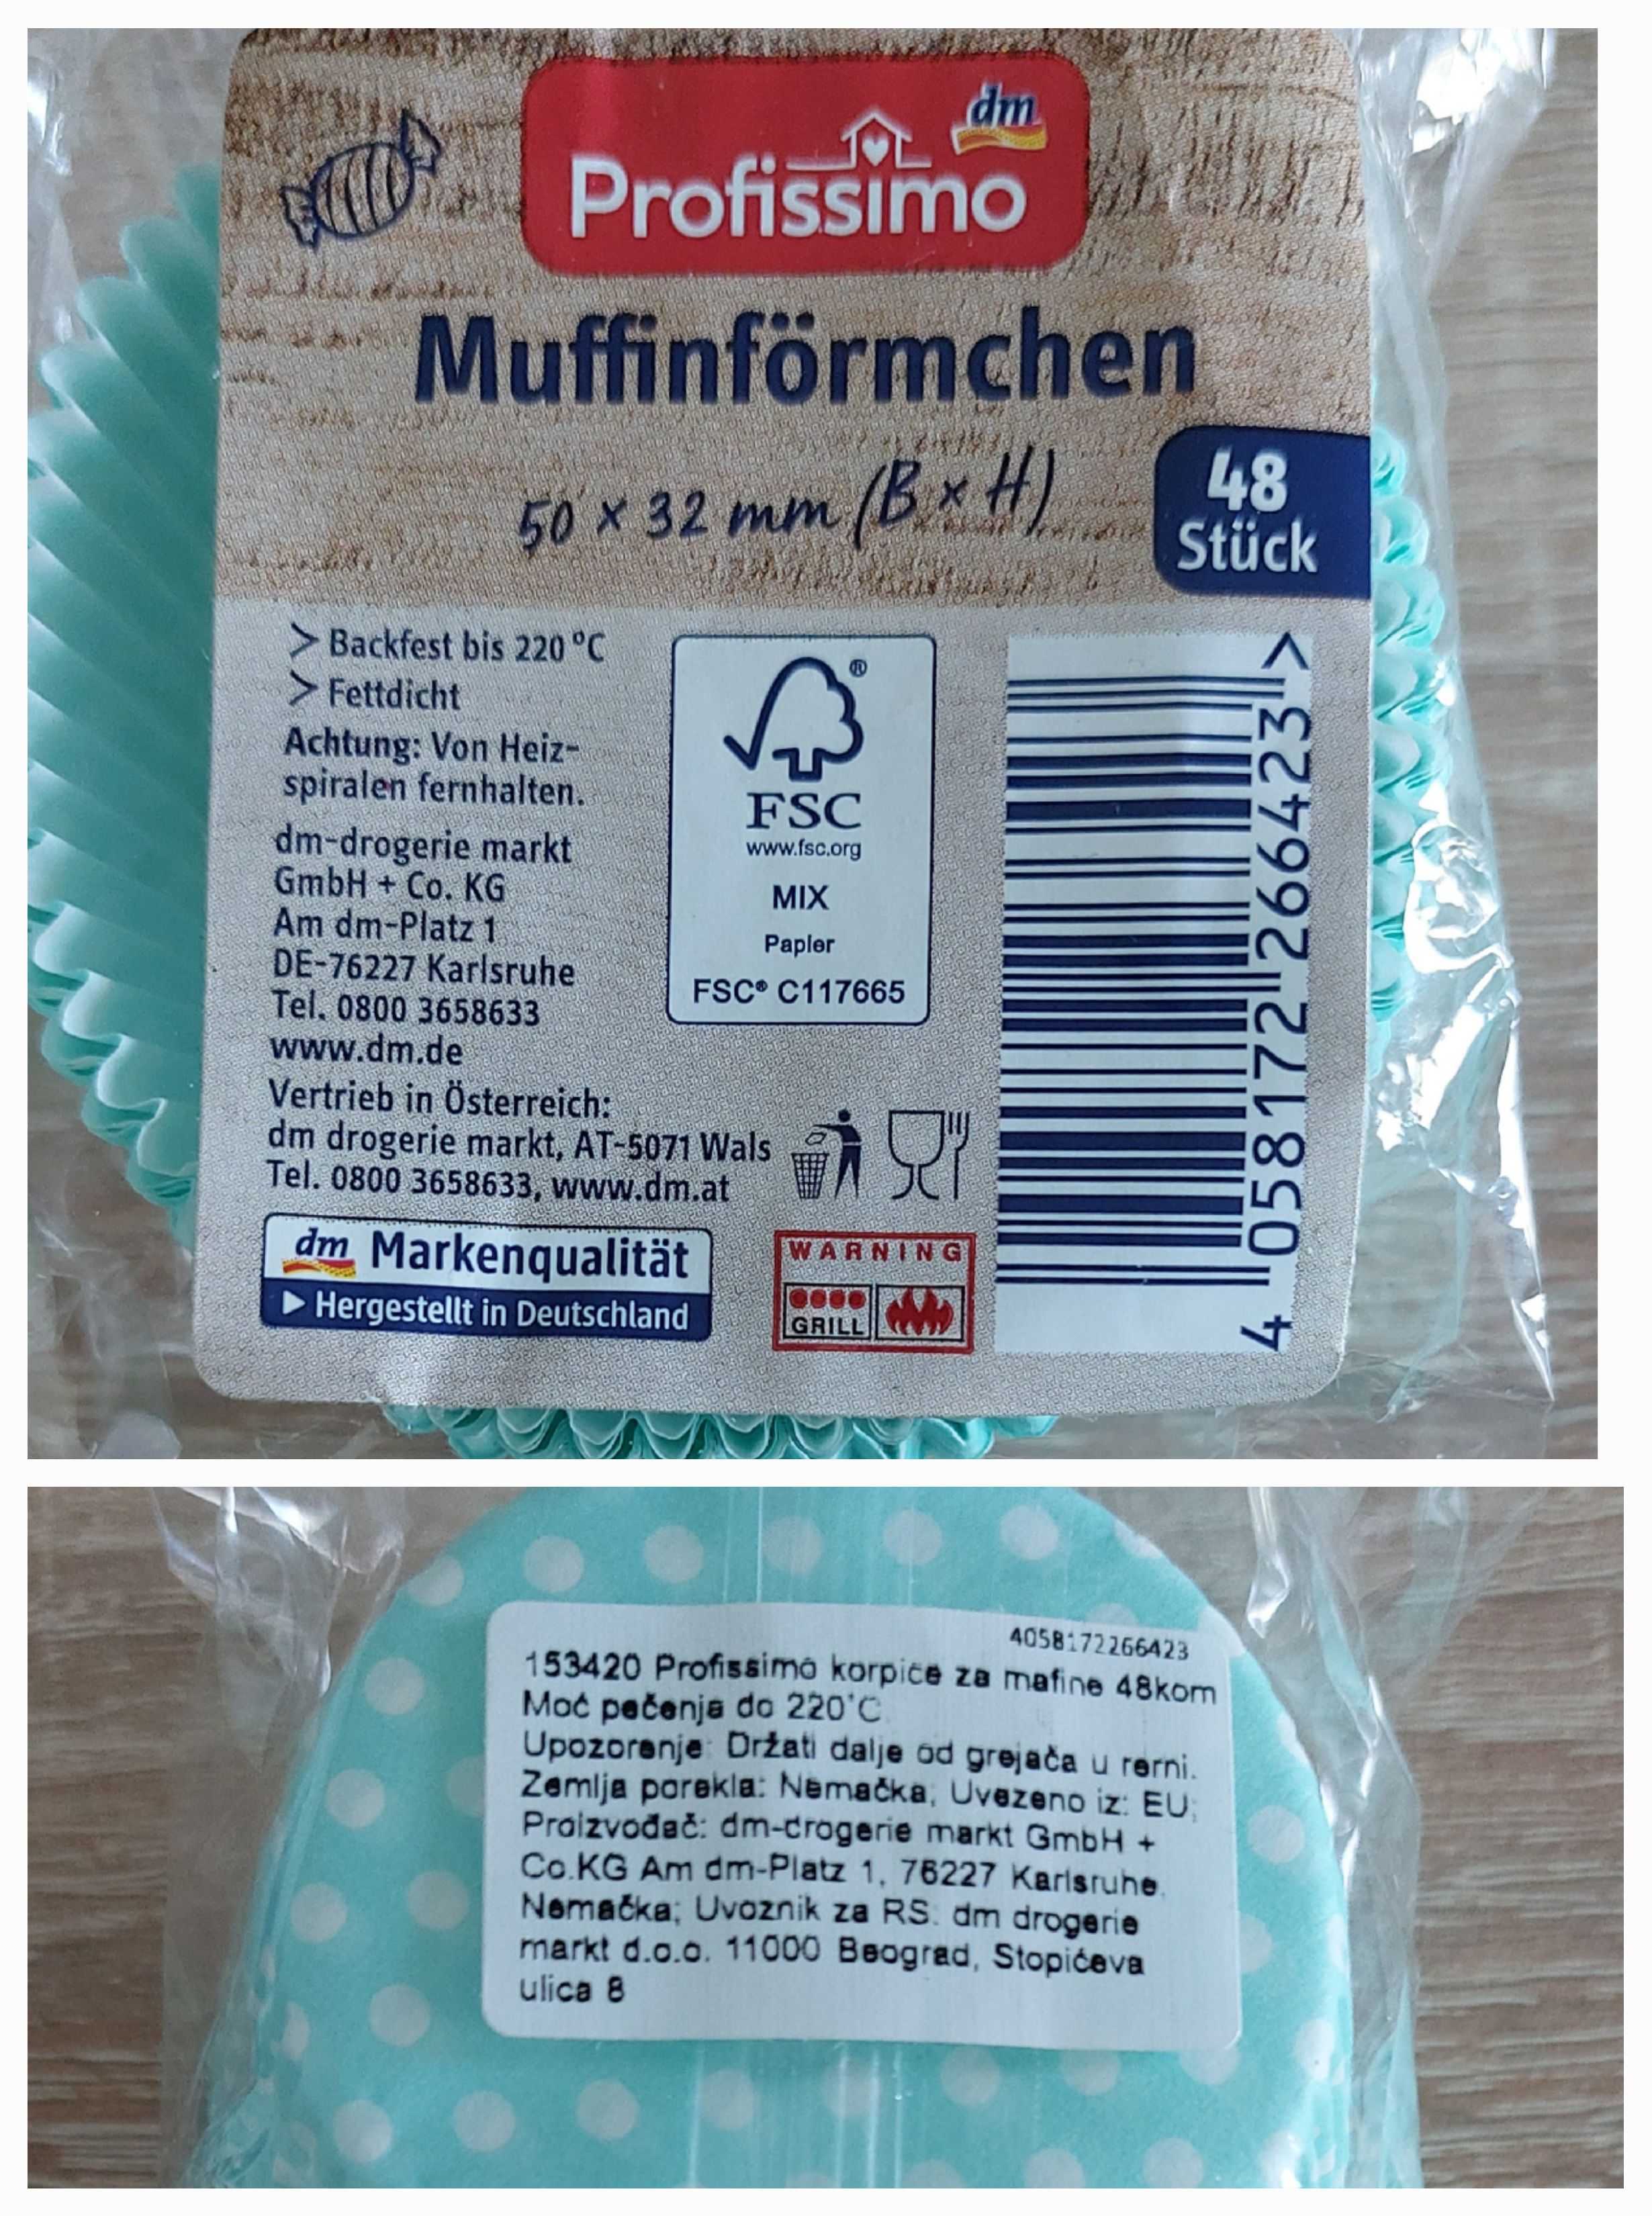 dm
Profissimo
Muffinförmchen
50 x 32 mm (B x H)
48
Stück
> Backfest bis 220 °C
> Fettdicht
Achtung: Von Heiz-
spiralen fernhalten.
dm-drogerie markt
GmbH + Co. KG
Am dm-Platz 1
DE-76227 Karlsruhe
Tel. 0800 3658633
www.dm.de
Vertrieb in Österreich:
dm drogerie markt, AT-5071 Wals
Tel. 0800 3658633, www.dm.at
dm Markenqualität
Hergestellt in Deutschland
®
FSC
www.fsc.org
MIX
Papier
FSC® C117665
WARNING
GRILL
4 058172 266423 >
4058172266423
153420 Profissimo korpice za mafine 48kom
Moć pečenja do 220°C
Upozorenje: Držati dalje od grejača u rerni.
Zemlja porekla: Nemačka; Uvezeno iz: EU;
Proizvođač: dm-drogerie markt GmbH +
Co.KG Am dm-Platz 1, 76227 Karlsruhe,
Nemačka; Uvoznik za RS: dm drogerie
markt d.o.o. 11000 Beograd, Stopićeva
ulica 8